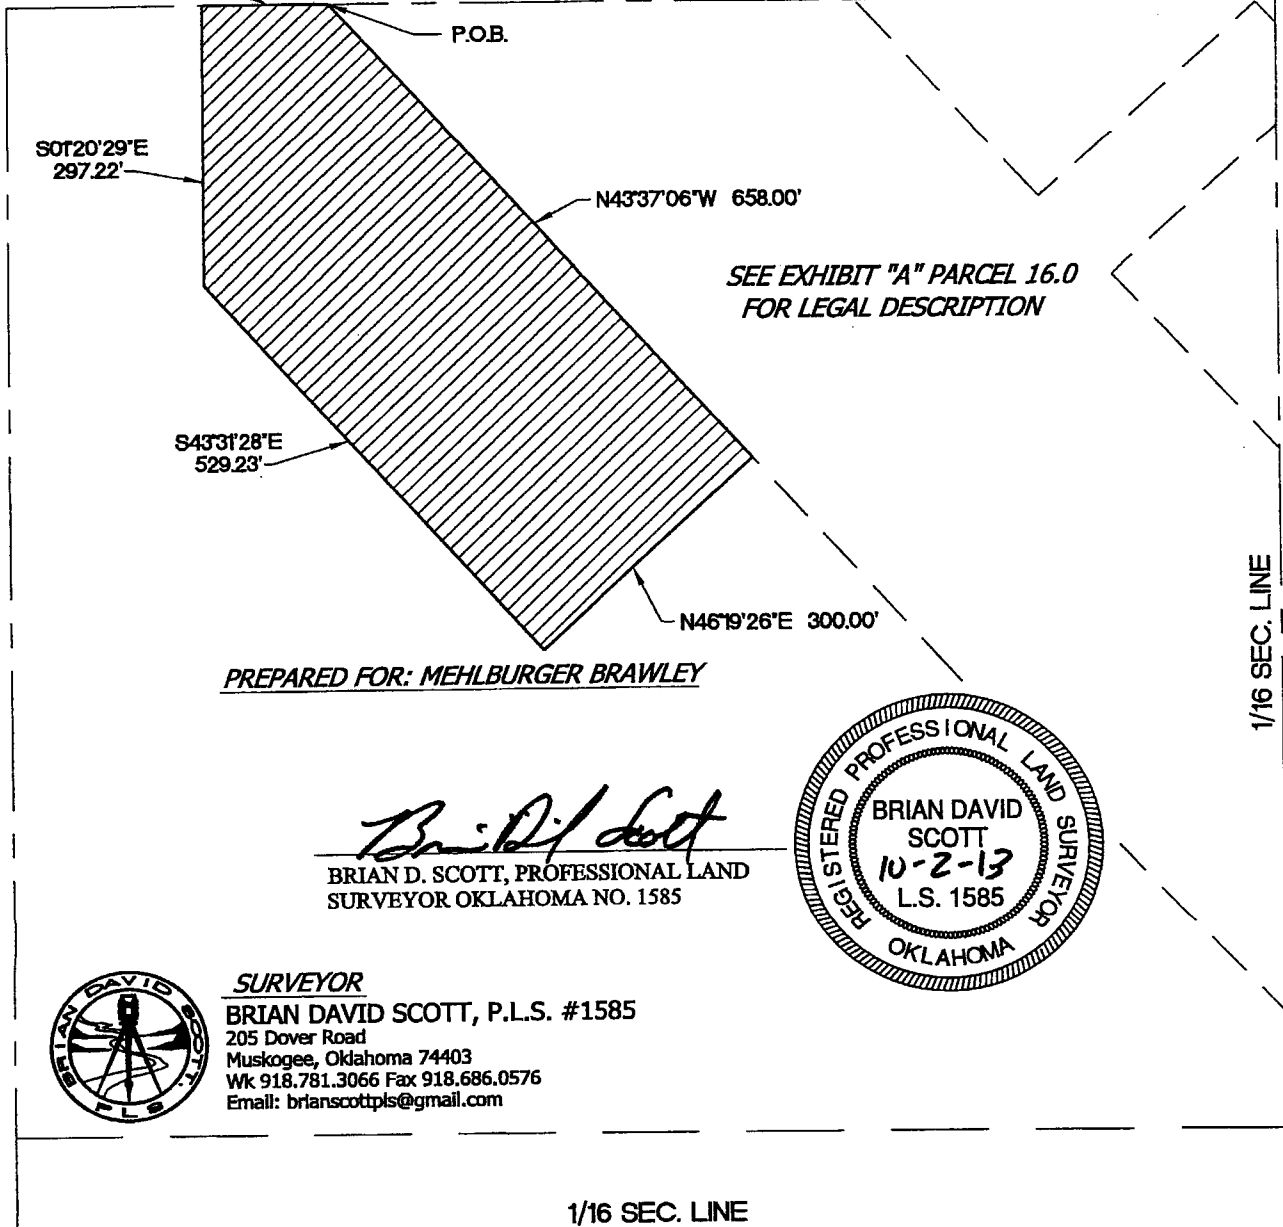 P.O.B.
S01°20'29"E
297.22'
N43°37'06"W 658.00'
SEE EXHIBIT "A" PARCEL 16.0
FOR LEGAL DESCRIPTION
S43°31'28"E
529.23'
N46°19'26"E 300.00'
1/16 SEC. LINE
PREPARED FOR: MEHLBURGER BRAWLEY
Brian David Scott
BRIAN D. SCOTT, PROFESSIONAL LAND
SURVEYOR OKLAHOMA NO. 1585
REGISTERED PROFESSIONAL LAND SURVEYOR
BRIAN DAVID
SCOTT
10-2-13
L.S. 1585
OKLAHOMA
BRIAN DAVID SCOTT,
PLS
SURVEYOR
BRIAN DAVID SCOTT, P.L.S. #1585
205 Dover Road
Muskogee, Oklahoma 74403
Wk 918.781.3066 Fax 918.686.0576
Email: brianscottpls@gmail.com
1/16 SEC. LINE